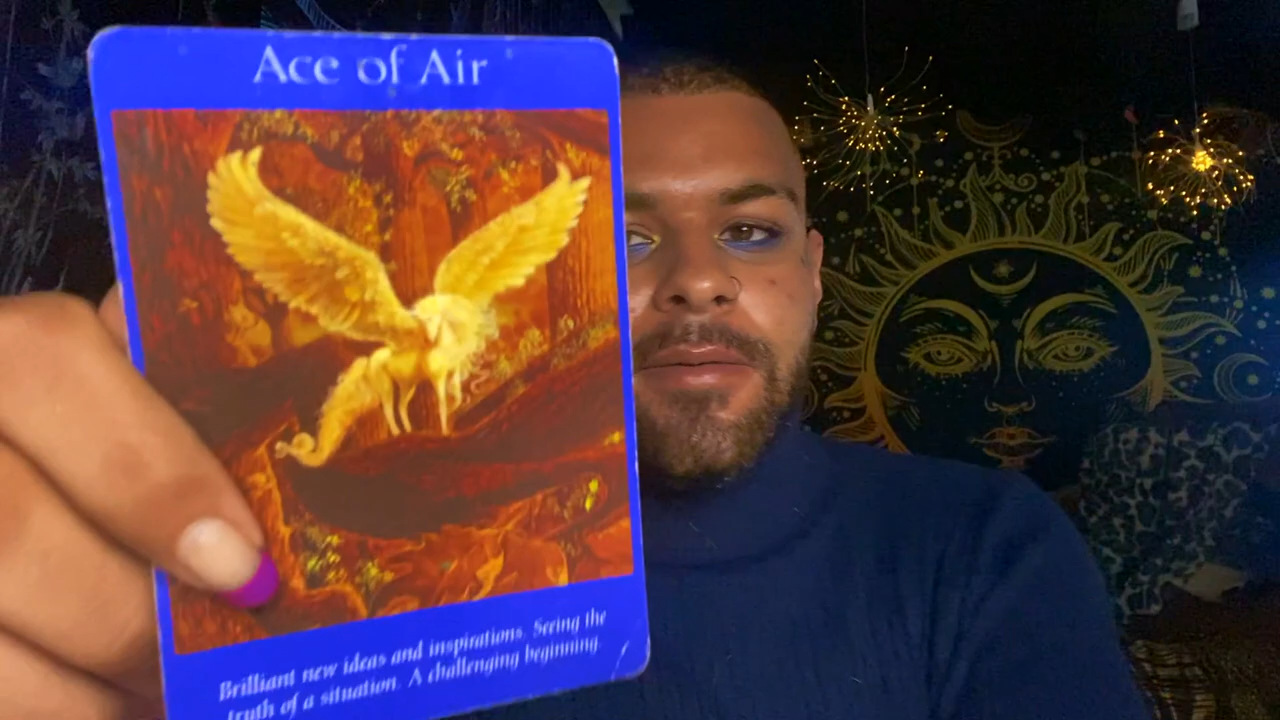 Ace of Air
Brilliant new ideas and inspirations. Seeing the
truth of a situation. A challenging beginning.